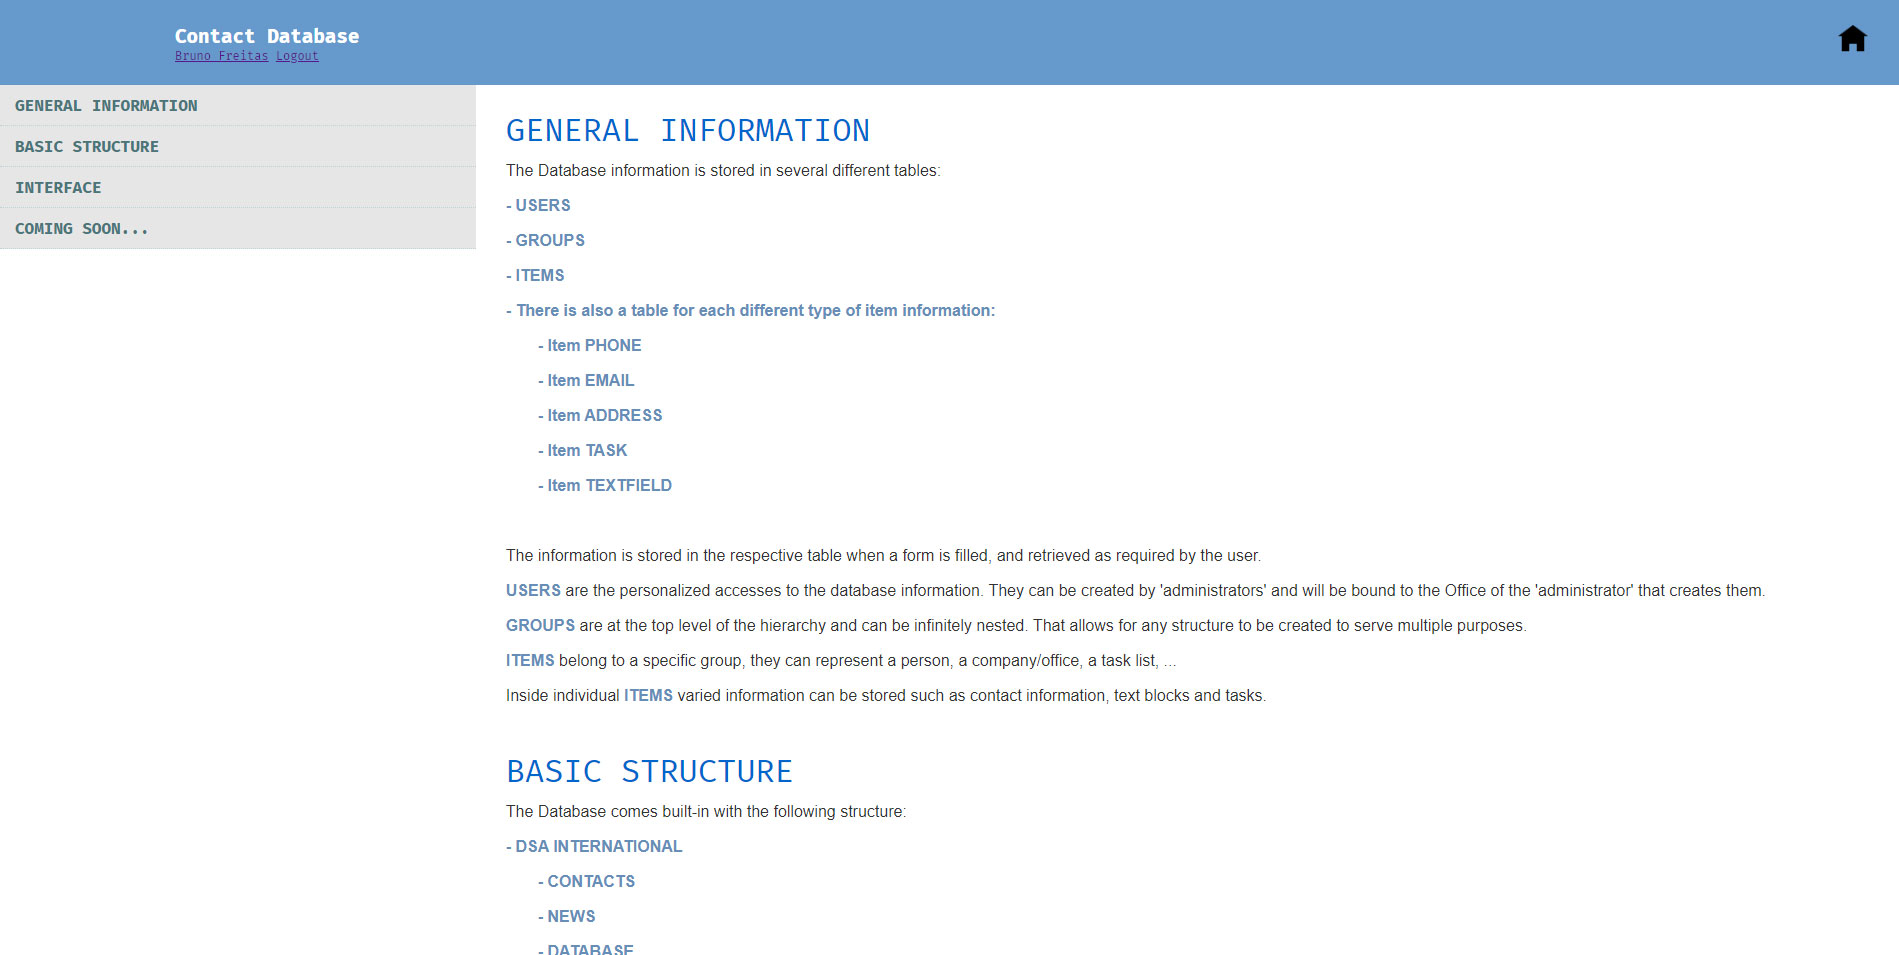 Contact Database
Bruno Freitas Logout
GENERAL INFORMATION
BASIC STRUCTURE
INTERFACE
COMING SOON...
GENERAL INFORMATION
The Database information is stored in several different tables:
- USERS
- GROUPS
- ITEMS
- There is also a table for each different type of item information:
- Item PHONE
- Item EMAIL
- Item ADDRESS
- Item TASK
- Item TEXTFIELD
The information is stored in the respective table when a form is filled, and retrieved as required by the user.
USERS are the personalized accesses to the database information. They can be created by 'administrators' and will be bound to the Office of the 'administrator' that creates them.
GROUPS are at the top level of the hierarchy and can be infinitely nested. That allows for any structure to be created to serve multiple purposes.
ITEMS belong to a specific group, they can represent a person, a company/office, a task list, ...
Inside individual ITEMS varied information can be stored such as contact information, text blocks and tasks.
BASIC STRUCTURE
The Database comes built-in with the following structure:
- DSA INTERNATIONAL
- CONTACTS
- NEWS
- DATABASE